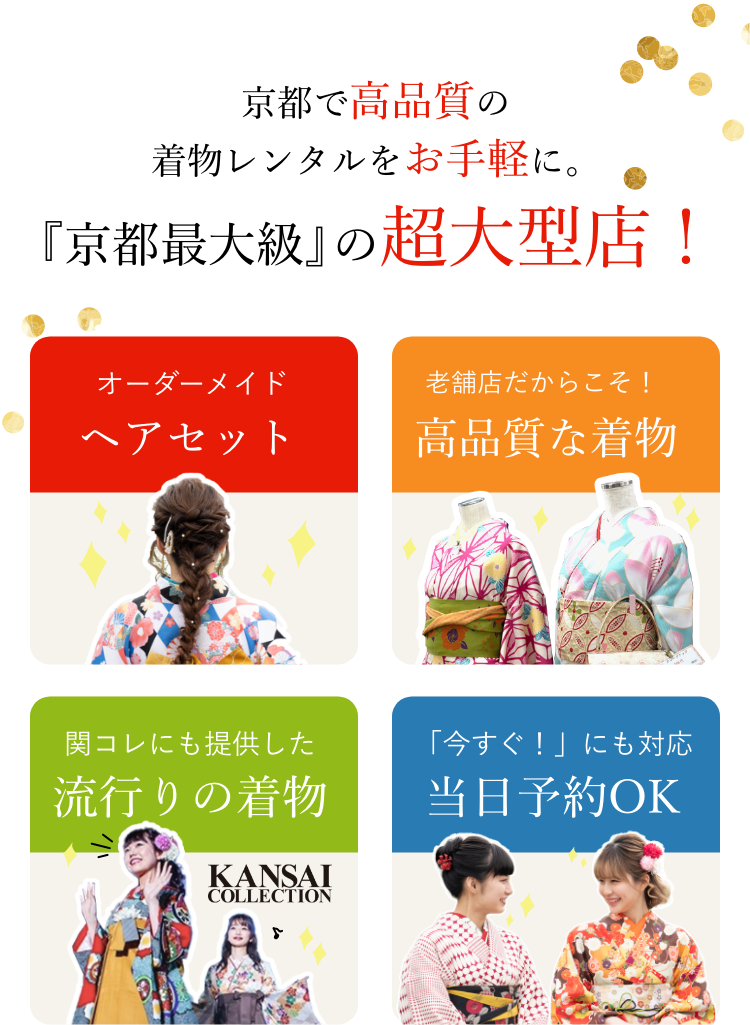 京都で高品質の
着物レンタルをお手軽に。
『京都最大級』の超大型店！
オーダーメイド
ヘアセット
老舗店だからこそ！
高品質な着物
関コレにも提供した
流行りの着物
KANSAI
COLLECTION
「今すぐ！」にも対応
当日予約OK